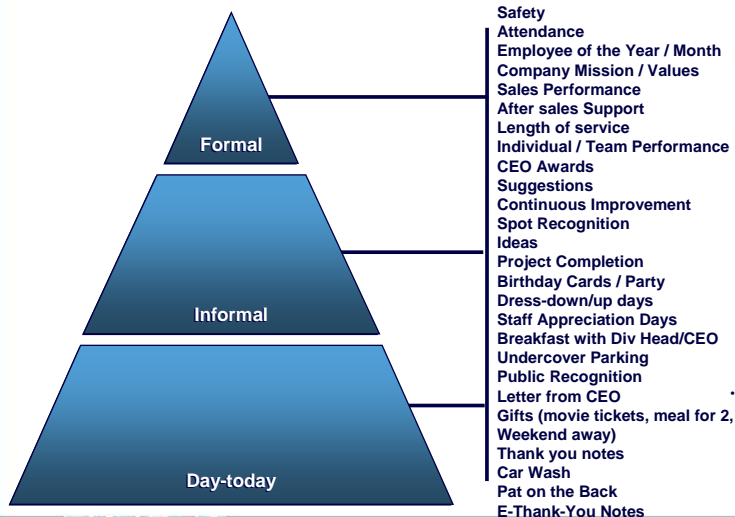 Formal
Informal
Day-today
Safety
Attendance
Employee of the Year / Month
Company Mission / Values
Sales Performance
After sales Support
Length of service
Individual / Team Performance
CEO Awards
Suggestions
Continuous Improvement
Spot Recognition
Ideas
Project Completion
Birthday Cards / Party
Dress-down/up days
Staff Appreciation Days
Breakfast with Div Head/CEO
Undercover Parking
Public Recognition
Letter from CEO
Gifts (movie tickets, meal for 2,
Weekend away)
Thank you notes
Car Wash
Pat on the Back
E-Thank-You Notes